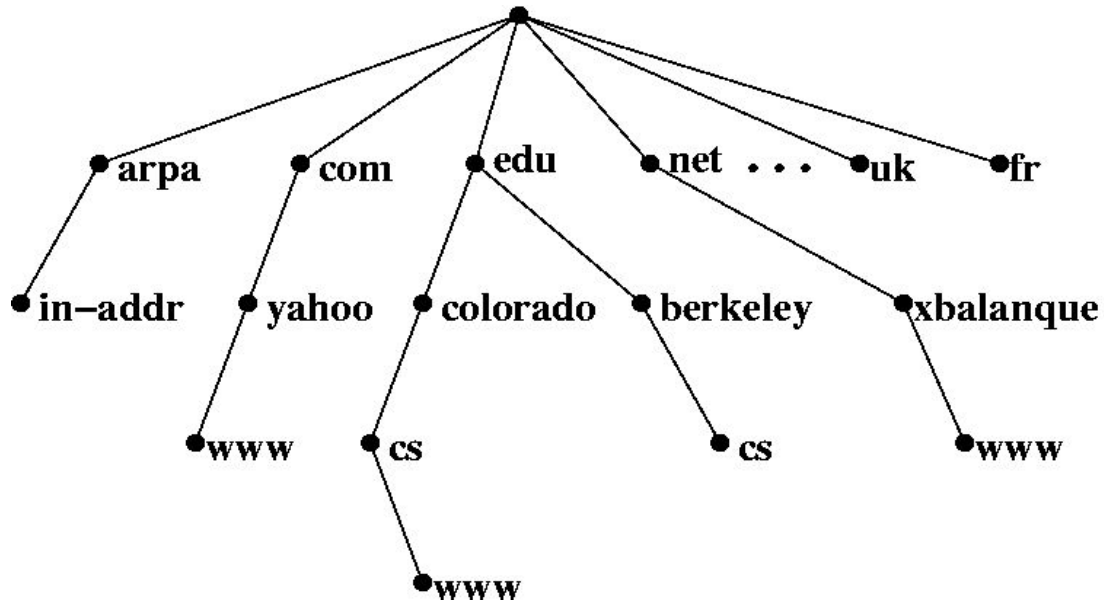 arpa com edu net . . . uk fr
in-addr yahoo colorado berkeley xbalanque
www cs cs www
www